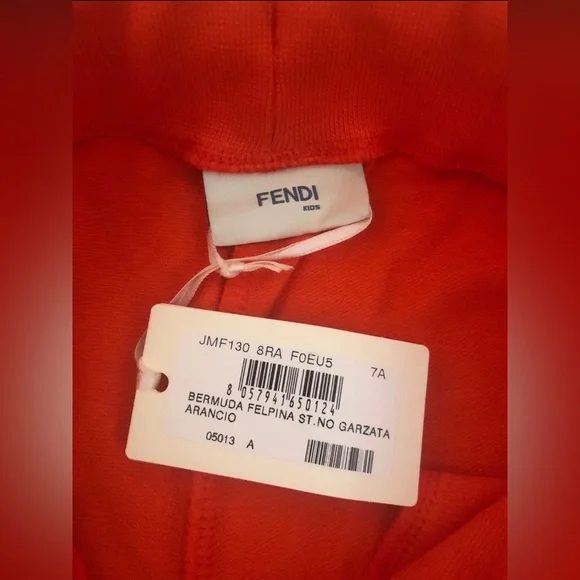 FENDI
KIDS
JMF130 8RA F0EU5 7A
8 057941 650124
BERMUDA FELPINA ST.NO GARZATA
ARANCIO
05013 A